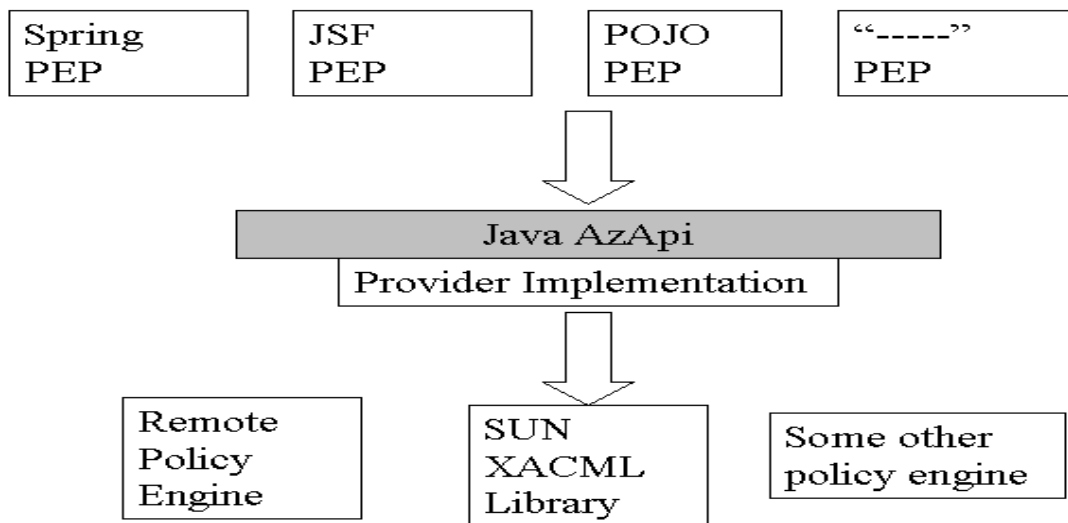 Spring
PEP
JSF
PEP
POJO
PEP
“-----”
PEP
Java AzApi
Provider Implementation
Remote
Policy
Engine
SUN
XACML
Library
Some other
policy engine